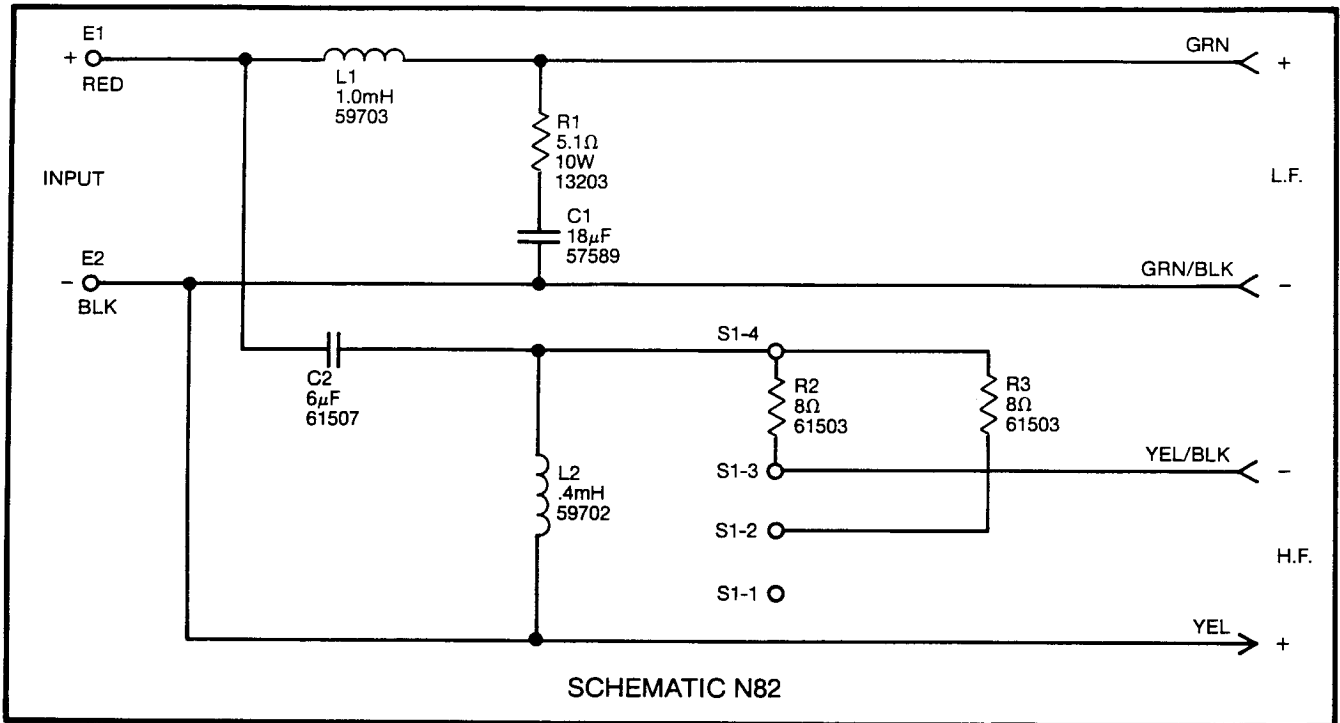 E1
+
RED
L1
1.0mH
59703
GRN
+
R1
5.1Ω
10W
13203
INPUT
L.F.
C1
18µF
57589
E2
-
BLK
GRN/BLK
-
S1-4
C2
6µF
61507
R2
8Ω
61503
R3
8Ω
61503
L2
.4mH
59702
S1-3
YEL/BLK
-
S1-2
H.F.
S1-1
YEL
+
SCHEMATIC N82